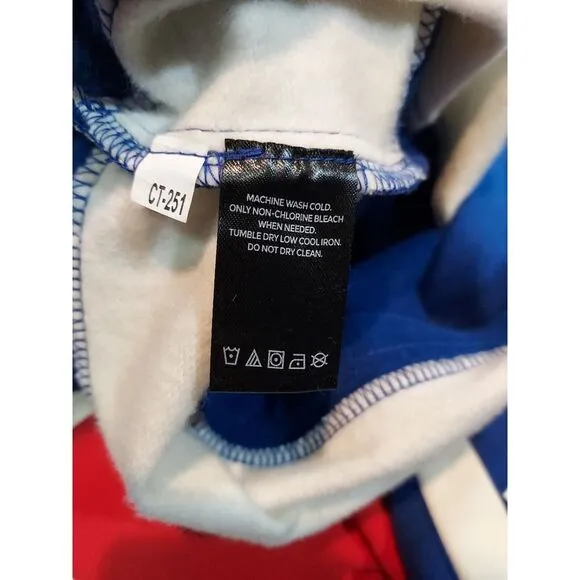 CT-251
MACHINE WASH COLD.
ONLY NON-CHLORINE BLEACH
WHEN NEEDED.
TUMBLE DRY LOW COOL IRON.
DO NOT DRY CLEAN.